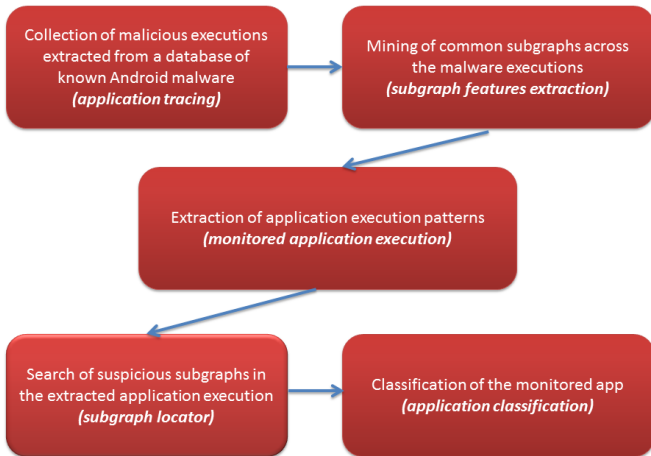 Collection of malicious executions
extracted from a database of
known Android malware
(application tracing)
Mining of common subgraphs across
the malware executions
(subgraph features extraction)
Extraction of application execution patterns
(monitored application execution)
Search of suspicious subgraphs in
the extracted application execution
(subgraph locator)
Classification of the monitored app
(application classification)